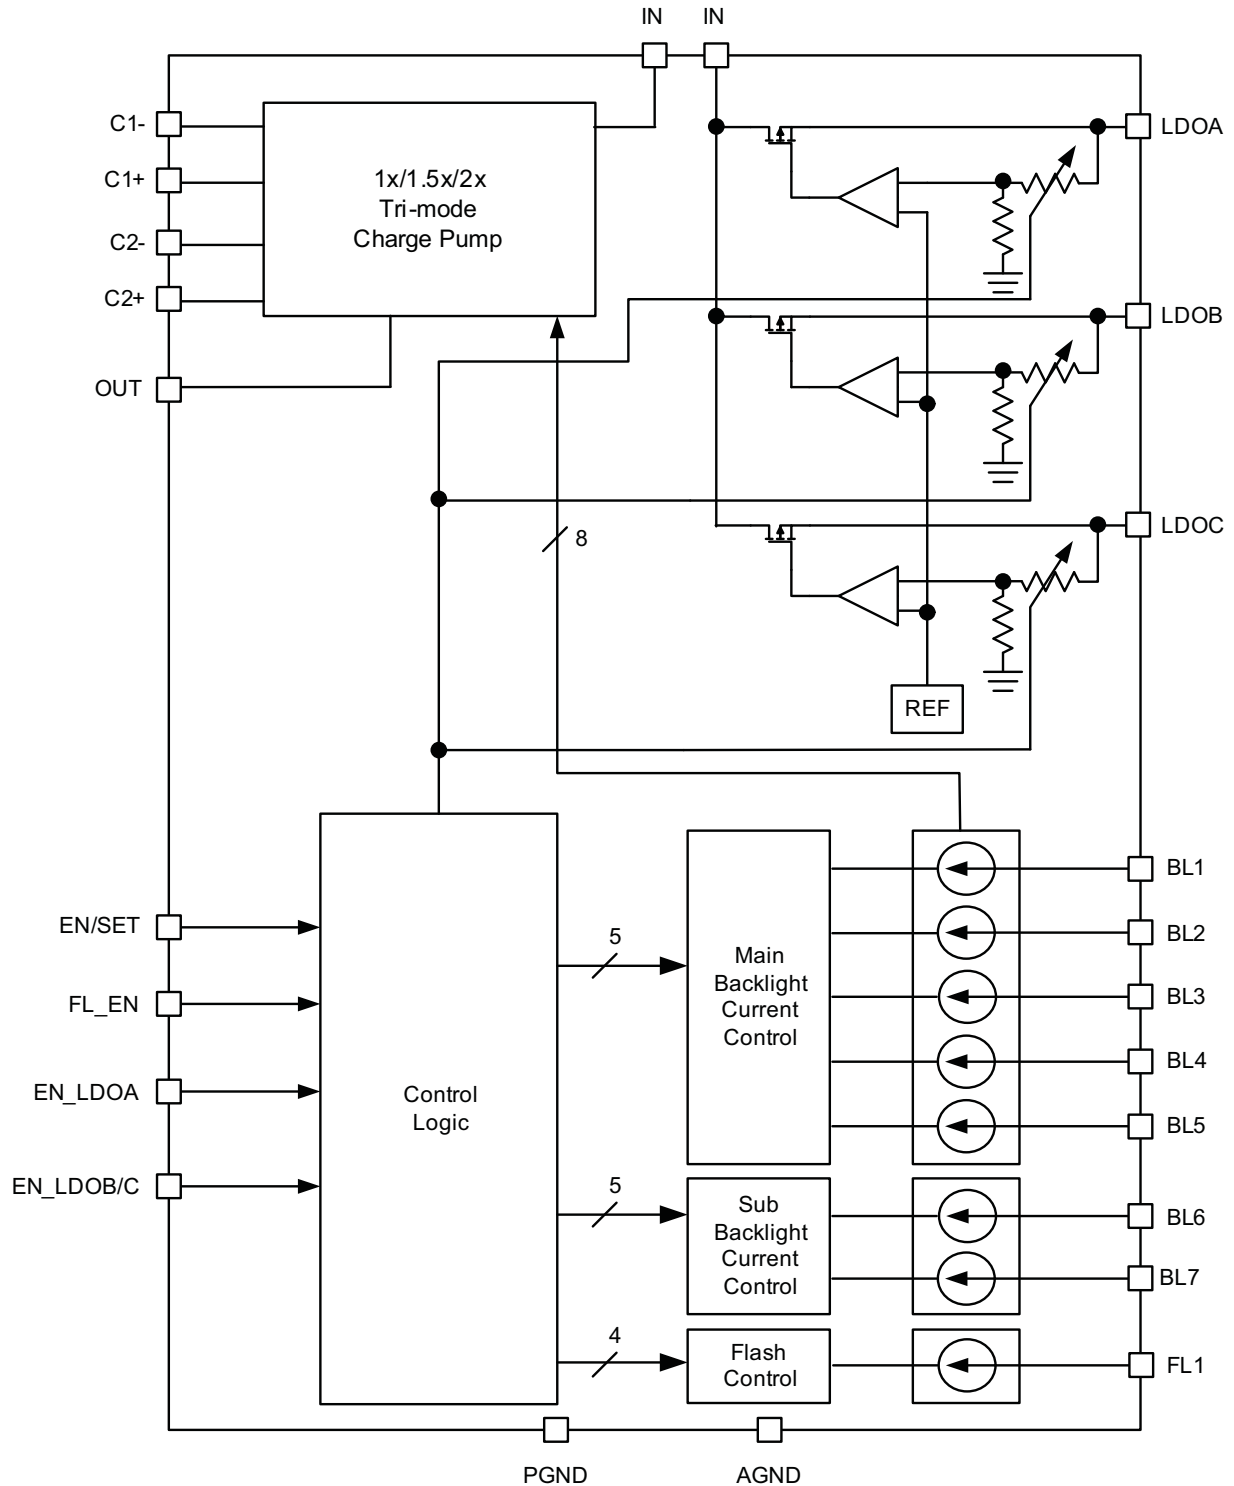 IN
IN
C1-
C1+
C2-
C2+
OUT
1x/1.5x/2x
Tri-mode
Charge Pump
LDOA
LDOB
LDOC
8
REF
EN/SET
FL_EN
EN_LDOA
EN_LDOB/C
Control
Logic
5
5
4
Main
Backlight
Current
Control
Sub
Backlight
Current
Control
Flash
Control
BL1
BL2
BL3
BL4
BL5
BL6
BL7
FL1
PGND
AGND